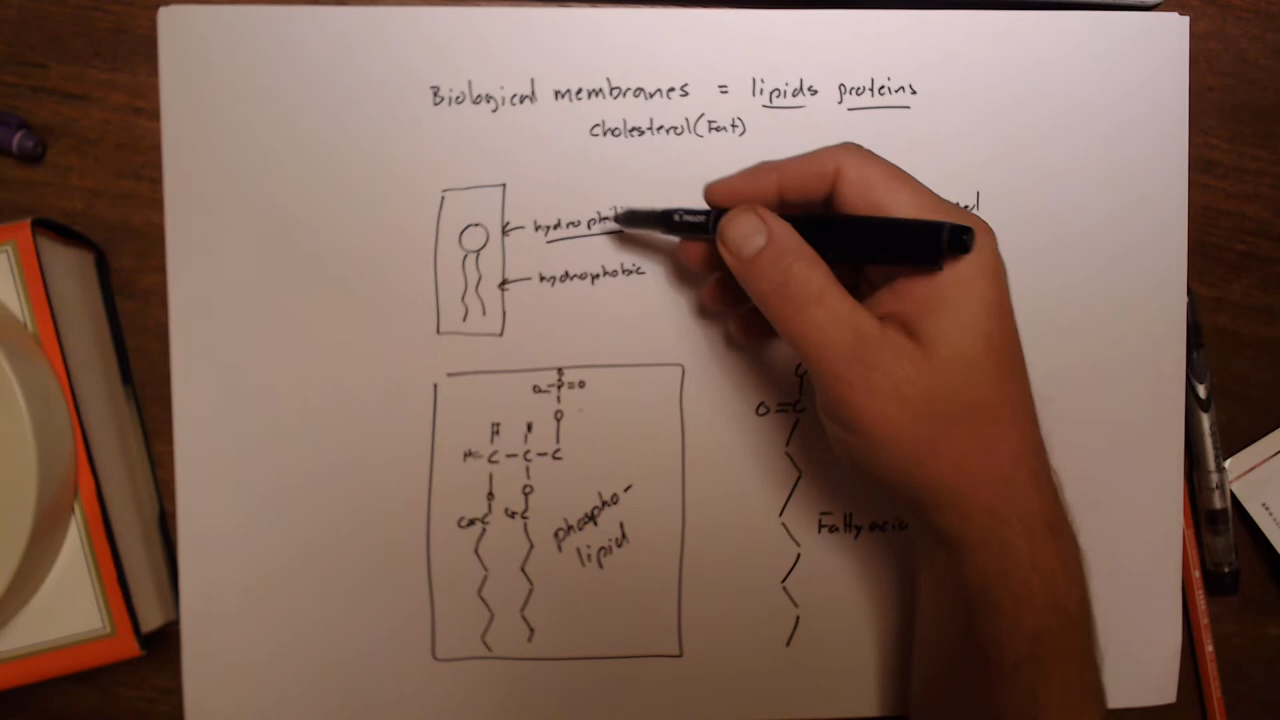 Biological membranes = lipids proteins
cholesterol (Fat)
hydrophobic
O=P=O
O
H H
C-C-C
O O
C C
phospho-
lipid
O=C
Fatty acid